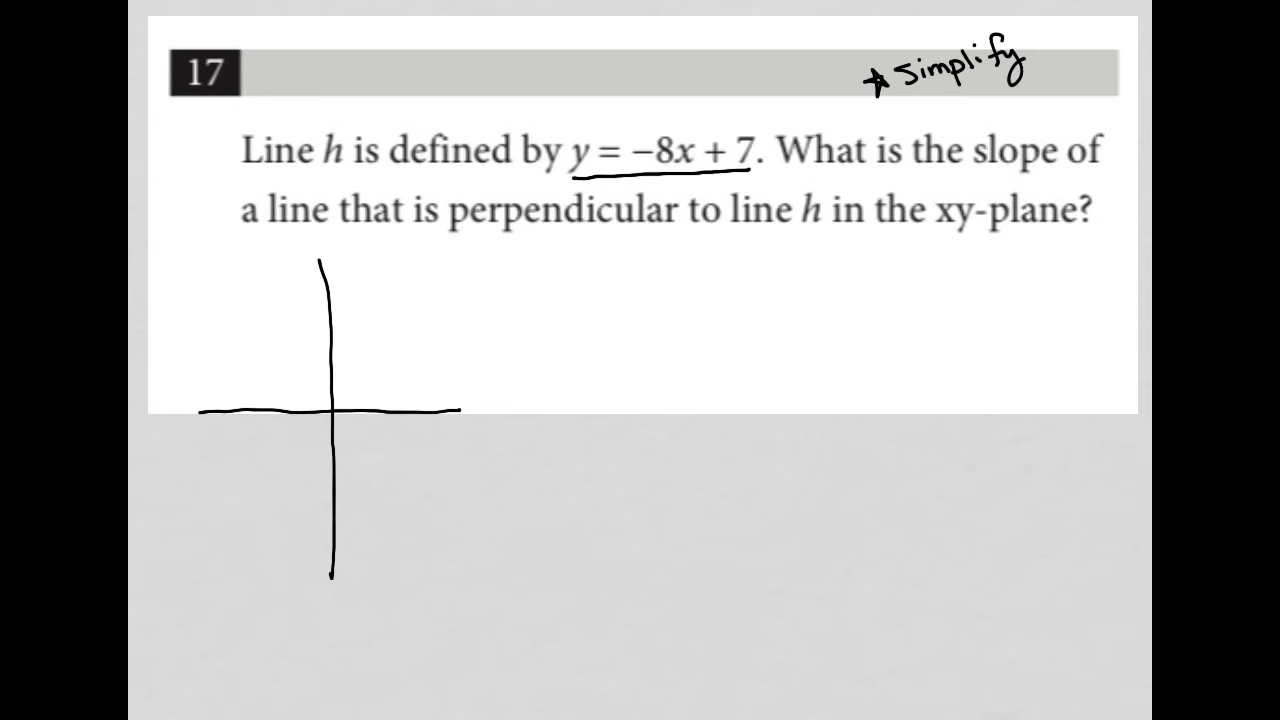 17
★ simplify
Line h is defined by y = −8x + 7. What is the slope of
a line that is perpendicular to line h in the xy-plane?